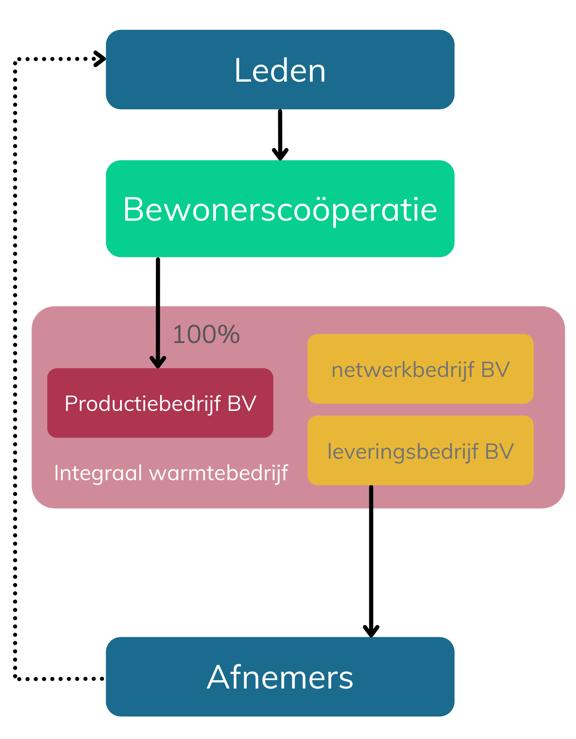 Leden
Bewonerscoöperatie
100%
netwerkbedrijf BV
Productiebedrijf BV
leveringsbedrijf BV
Integraal warmtebedrijf
Afnemers